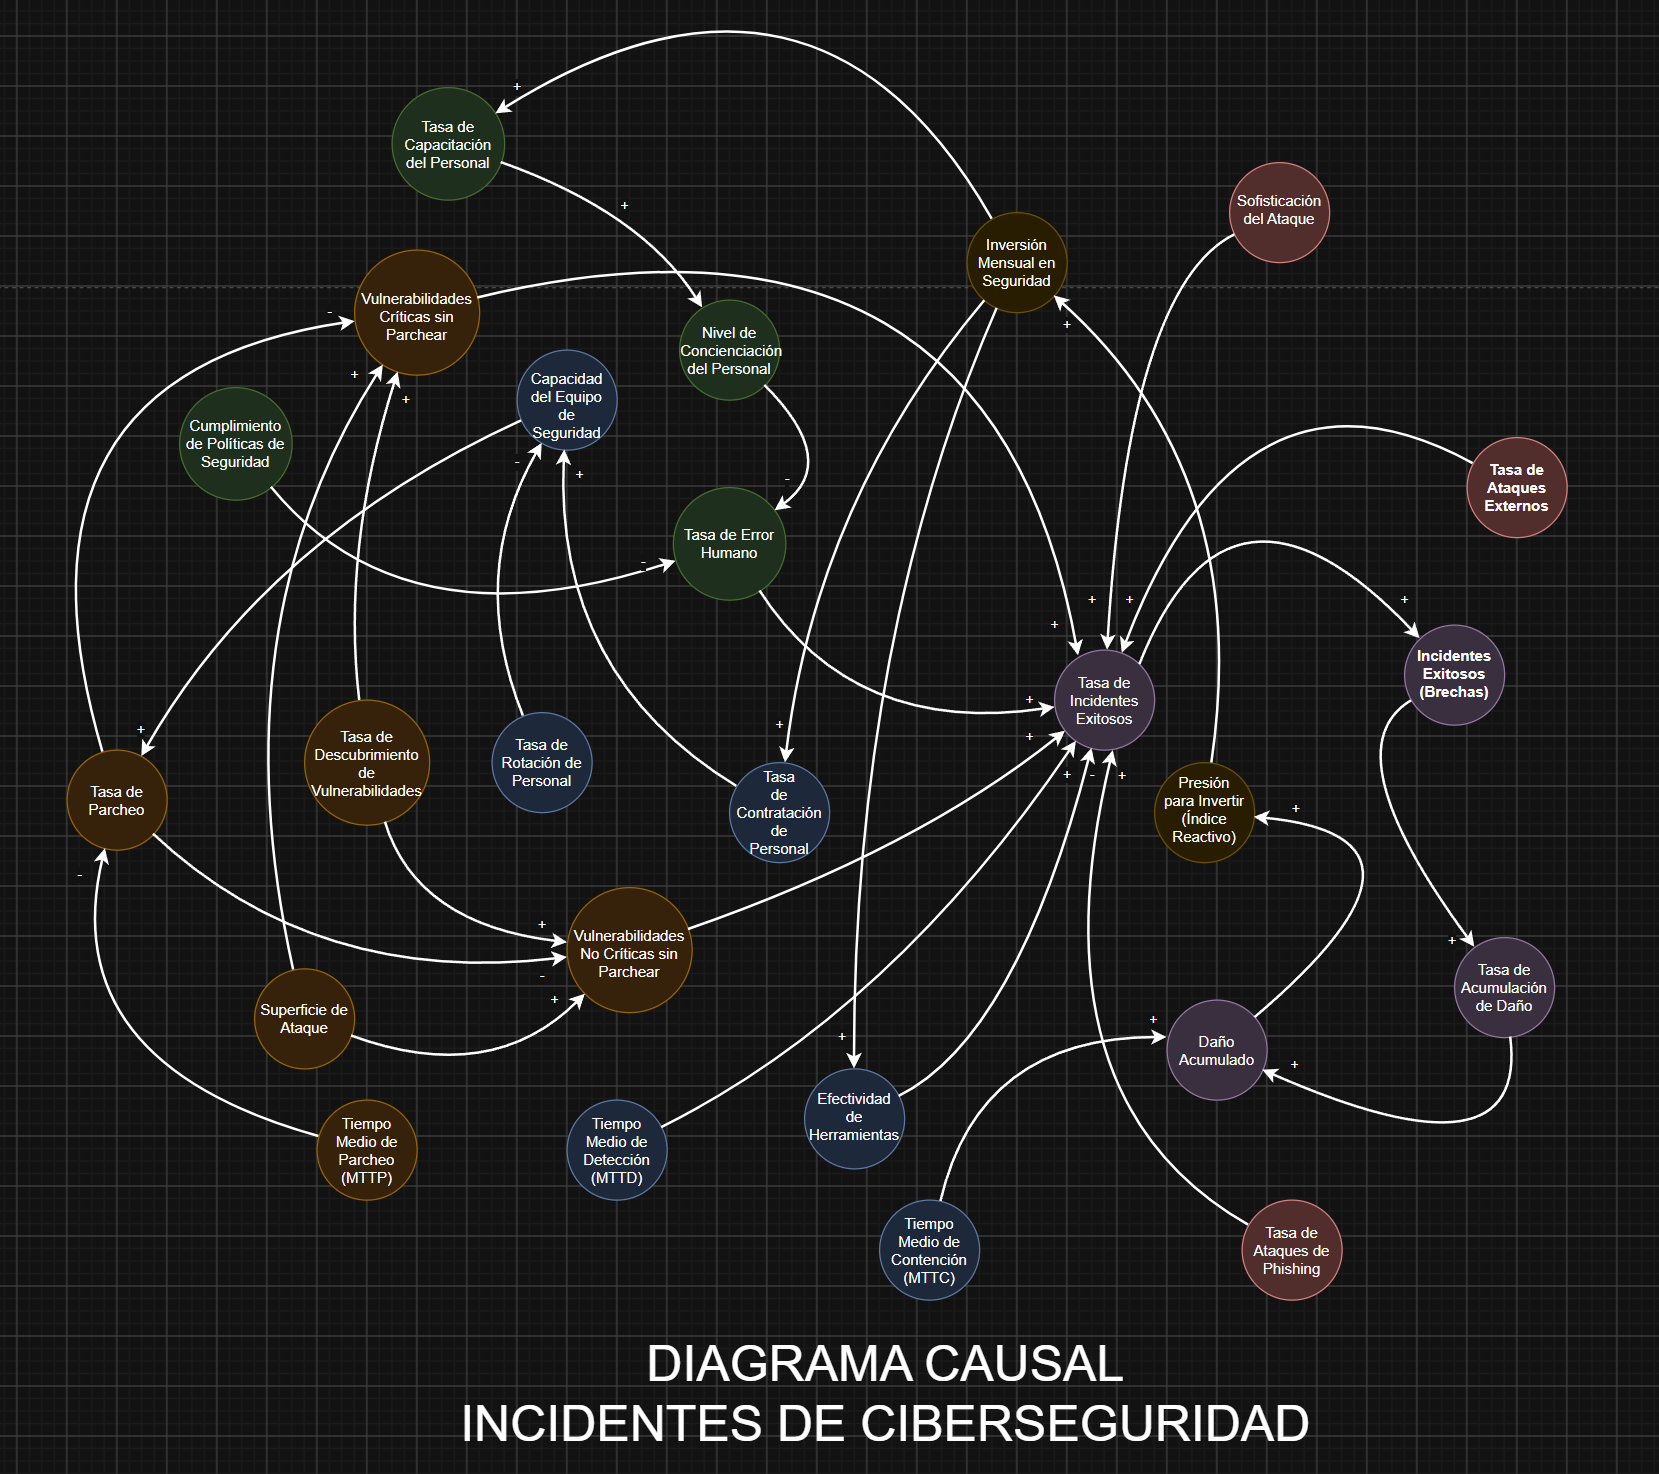 +
Tasa de
Capacitación
del Personal
+
Sofisticación
del Ataque
Inversión
Mensual en
Seguridad
Vulnerabilidades
Críticas sin
Parchear
-
+
Nivel de
Concienciación
del Personal
+
+
Capacidad
del Equipo
de
Seguridad
Cumplimiento
de Políticas de
Seguridad
-
+
-
Tasa de
Ataques
Externos
Tasa de Error
Humano
-
+
+
+
+
Incidentes
Exitosos
(Brechas)
Tasa de
Incidentes
Exitosos
+
+
+
+
Tasa de
Descubrimiento
de
Vulnerabilidades
Tasa de
Rotación de
Personal
Tasa
de
Contratación
de
Personal
+
-
+
Presión
para Invertir
(Índice
Reactivo)
+
Tasa de
Parcheo
-
+
Vulnerabilidades
No Críticas sin
Parchear
-
+
+
Tasa de
Acumulación
de Daño
Superficie de
Ataque
+
+
Daño
Acumulado
+
Efectividad
de
Herramientas
Tiempo
Medio de
Parcheo
(MTTP)
Tiempo
Medio de
Detección
(MTTD)
Tiempo
Medio de
Contención
(MTTC)
Tasa de
Ataques de
Phishing
DIAGRAMA CAUSAL
INCIDENTES DE CIBERSEGURIDAD